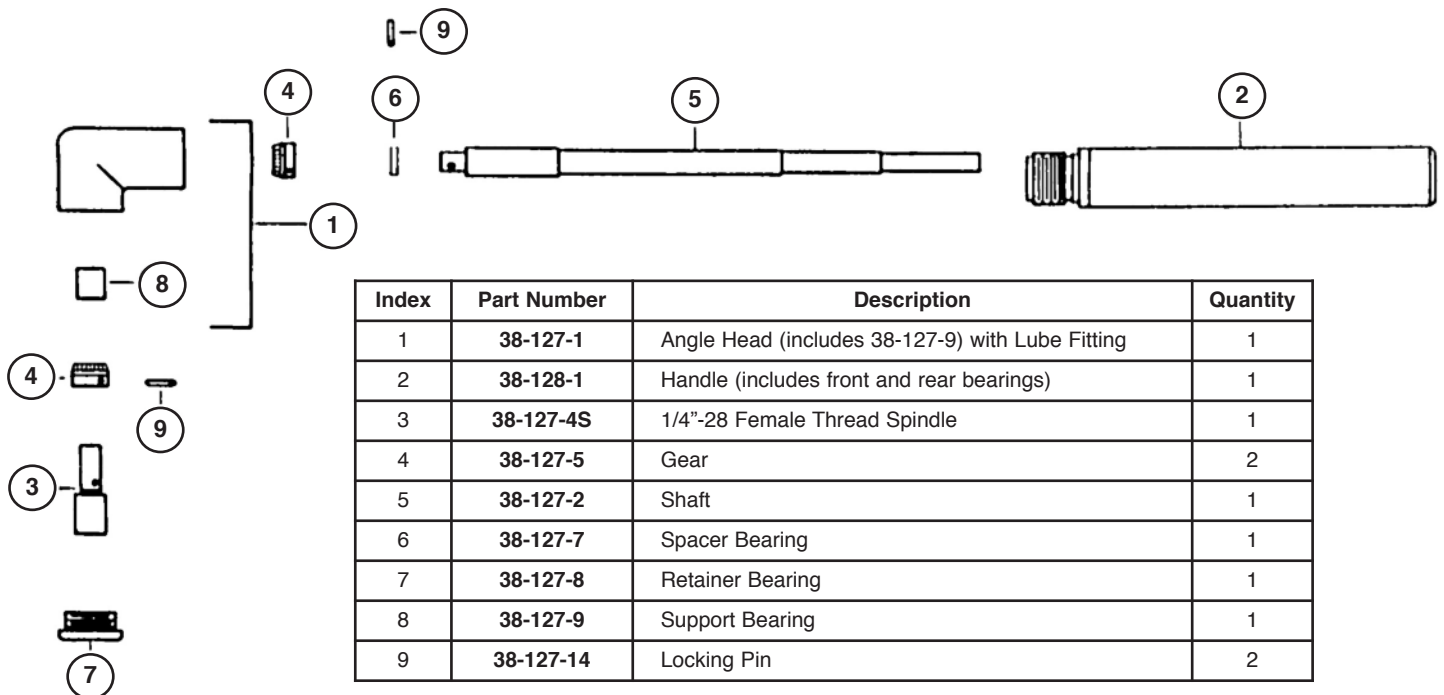 9
4
6
5
2
1
8
4
9
3
7
Index Part Number Description Quantity
1 38-127-1 Angle Head (includes 38-127-9) with Lube Fitting 1
2 38-128-1 Handle (includes front and rear bearings) 1
3 38-127-4S 1/4”-28 Female Thread Spindle 1
4 38-127-5 Gear 2
5 38-127-2 Shaft 1
6 38-127-7 Spacer Bearing 1
7 38-127-8 Retainer Bearing 1
8 38-127-9 Support Bearing 1
9 38-127-14 Locking Pin 2